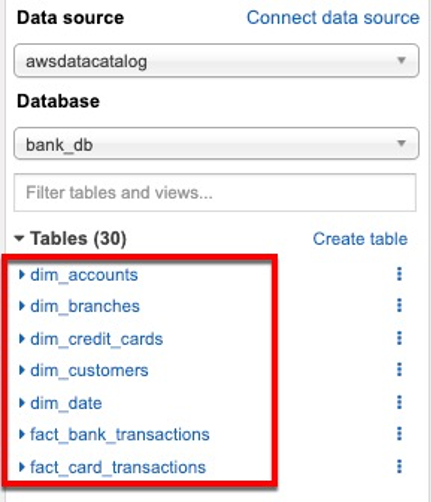 Data source Connect data source
awsdatacatalog
Database
bank_db
Filter tables and views...
Tables (30) Create table
dim_accounts
dim_branches
dim_credit_cards
dim_customers
dim_date
fact_bank_transactions
fact_card_transactions